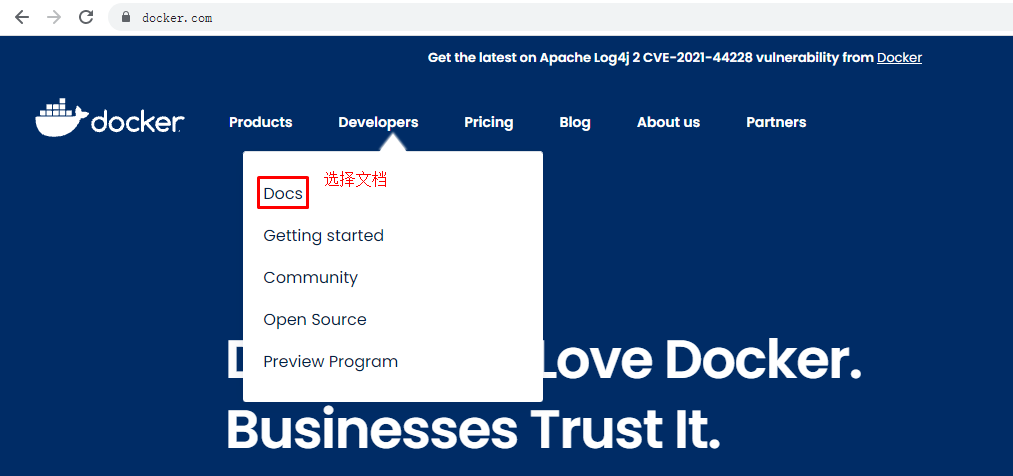 docker.com
Get the latest on Apache Log4j 2 CVE-2021-44228 vulnerability from Docker
docker
Products Developers Pricing Blog About us Partners
Docs 选择文档
Getting started
Community
Open Source
Preview Program
Love Docker.
Businesses Trust It.